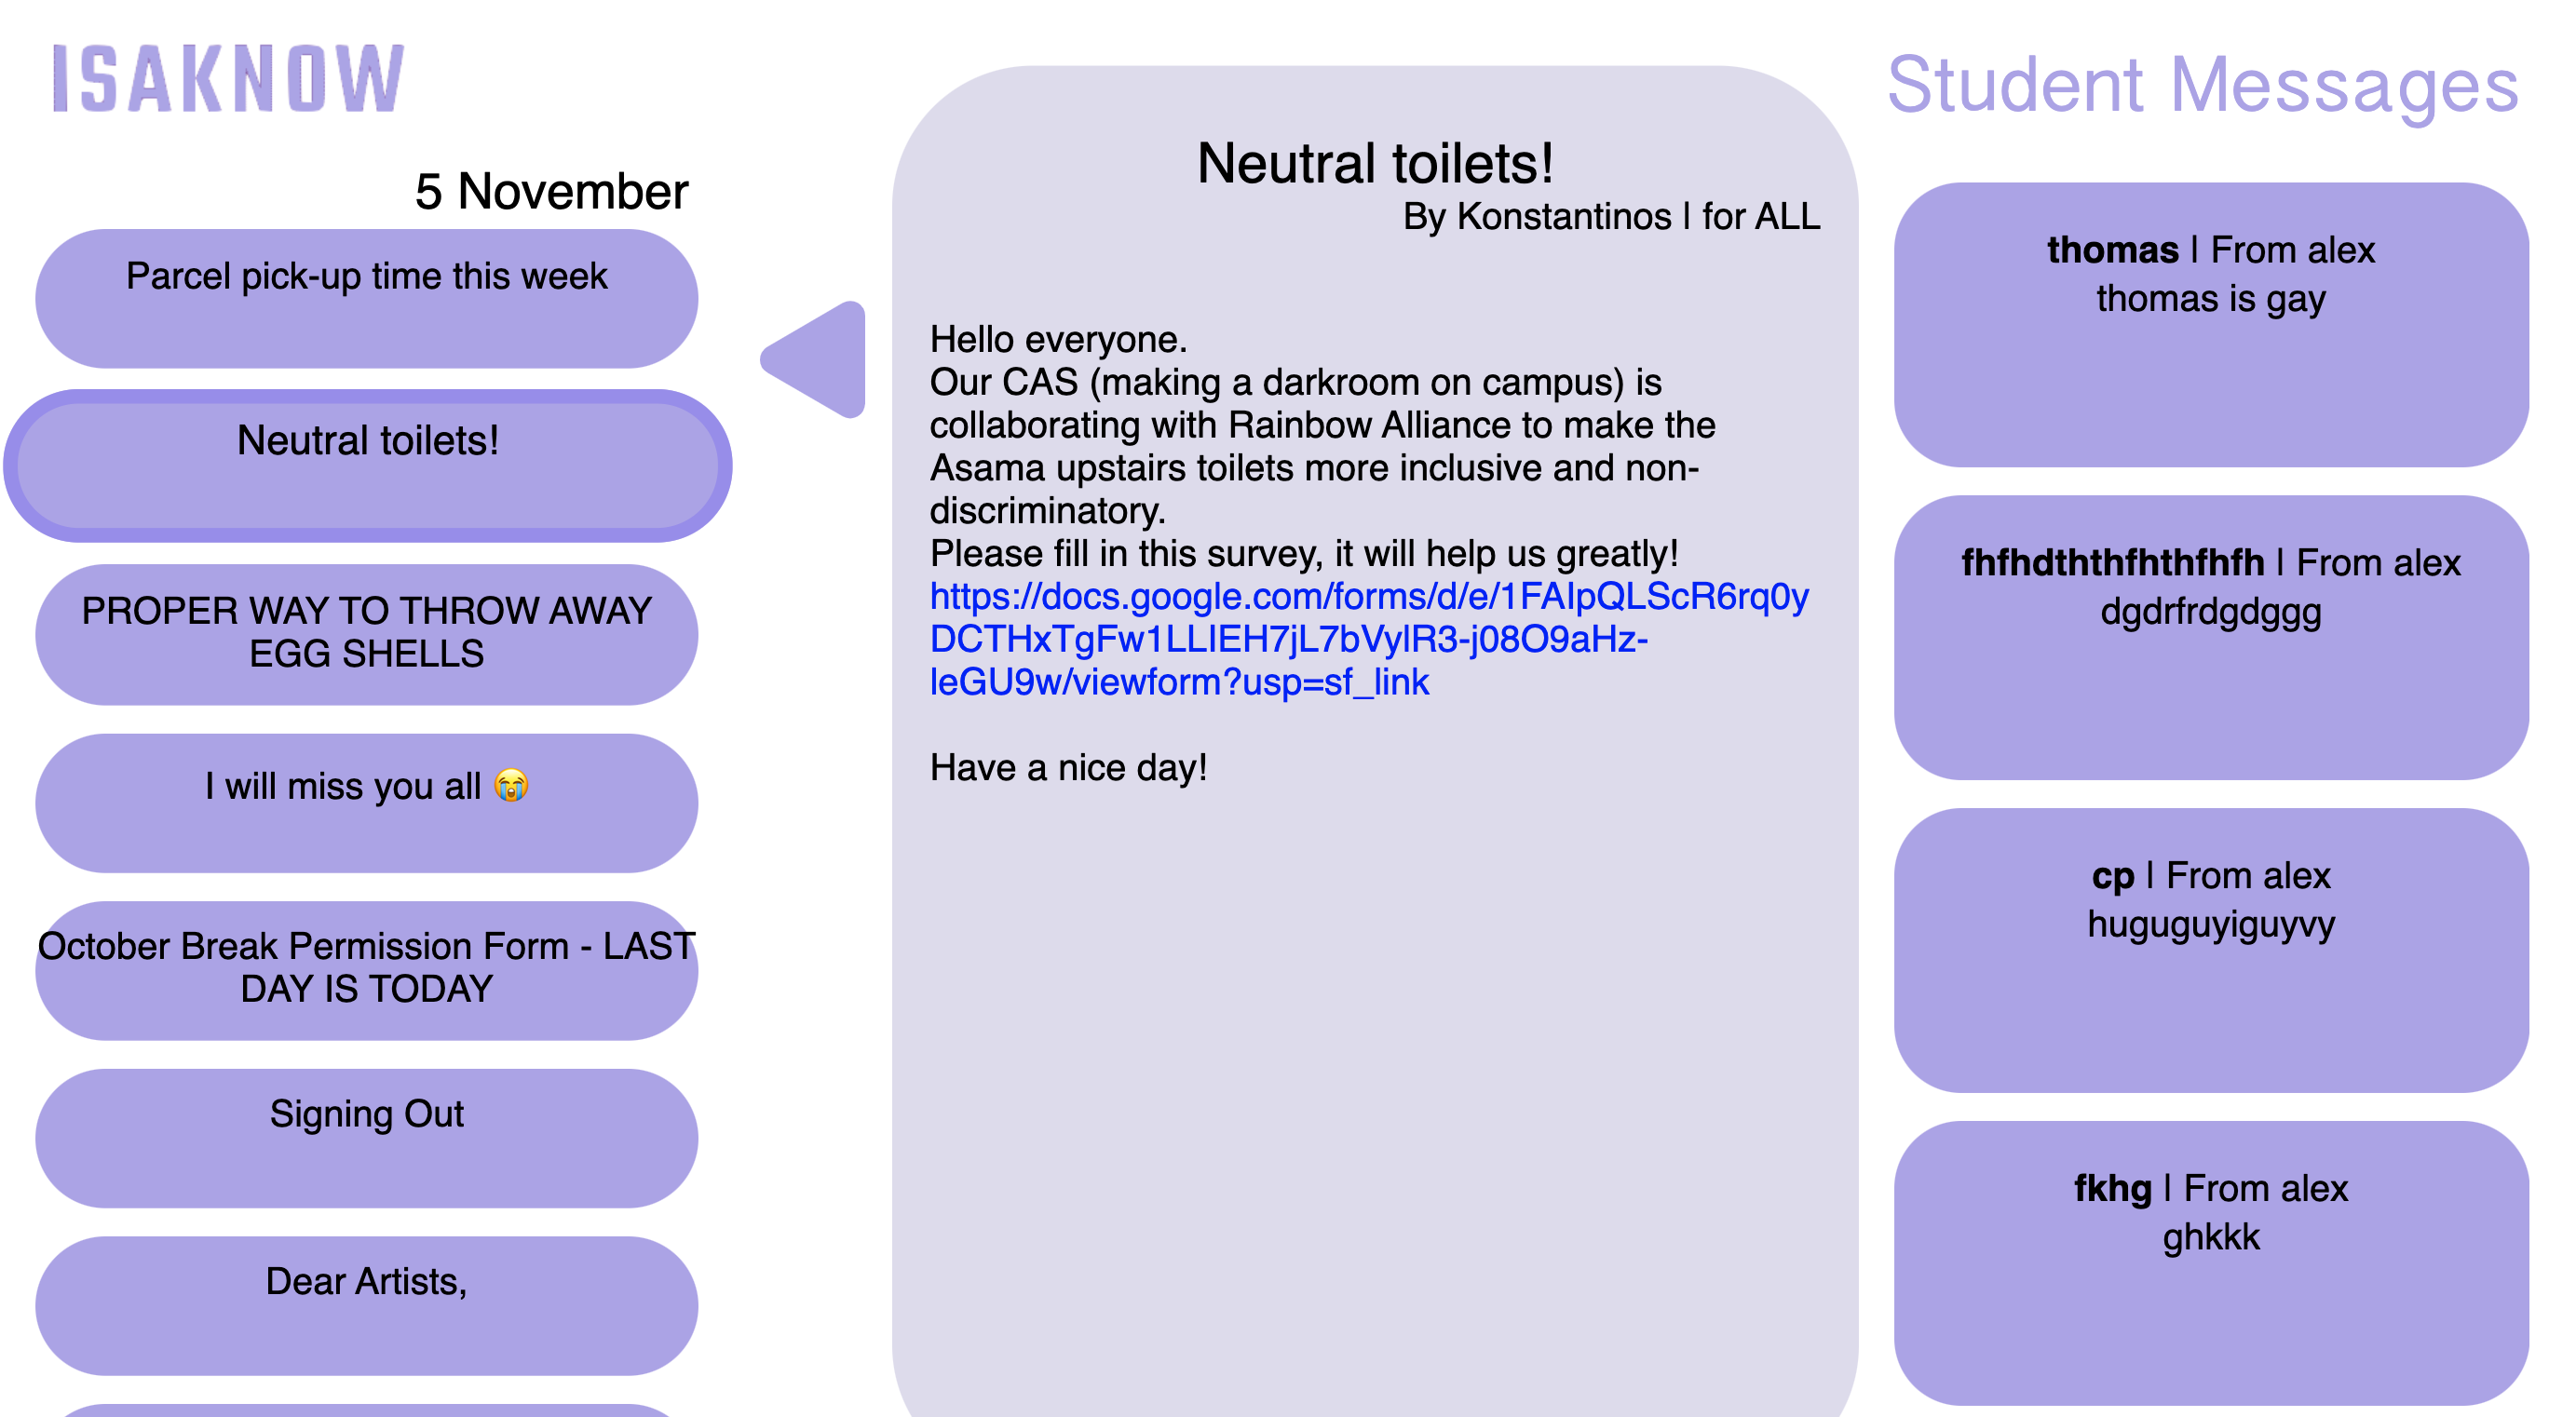 ISAKNOW
5 November
Parcel pick-up time this week
Neutral toilets!
PROPER WAY TO THROW AWAY
EGG SHELLS
I will miss you all 😭
October Break Permission Form - LAST
DAY IS TODAY
Signing Out
Dear Artists,
Neutral toilets!
By Konstantinos | for ALL
Hello everyone.
Our CAS (making a darkroom on campus) is
collaborating with Rainbow Alliance to make the
Asama upstairs toilets more inclusive and non-
discriminatory.
Please fill in this survey, it will help us greatly!
https://docs.google.com/forms/d/e/1FAIpQLScR6rq0y
DCTHxTgFw1LLlEH7jL7bVylR3-j08O9aHz-
leGU9w/viewform?usp=sf_link
Have a nice day!
Student Messages
thomas | From alex
thomas is gay
fhfhdththfhthfhfh | From alex
dgdrfrdgdggg
cp | From alex
huguguyiguyvy
fkhg | From alex
ghkkk